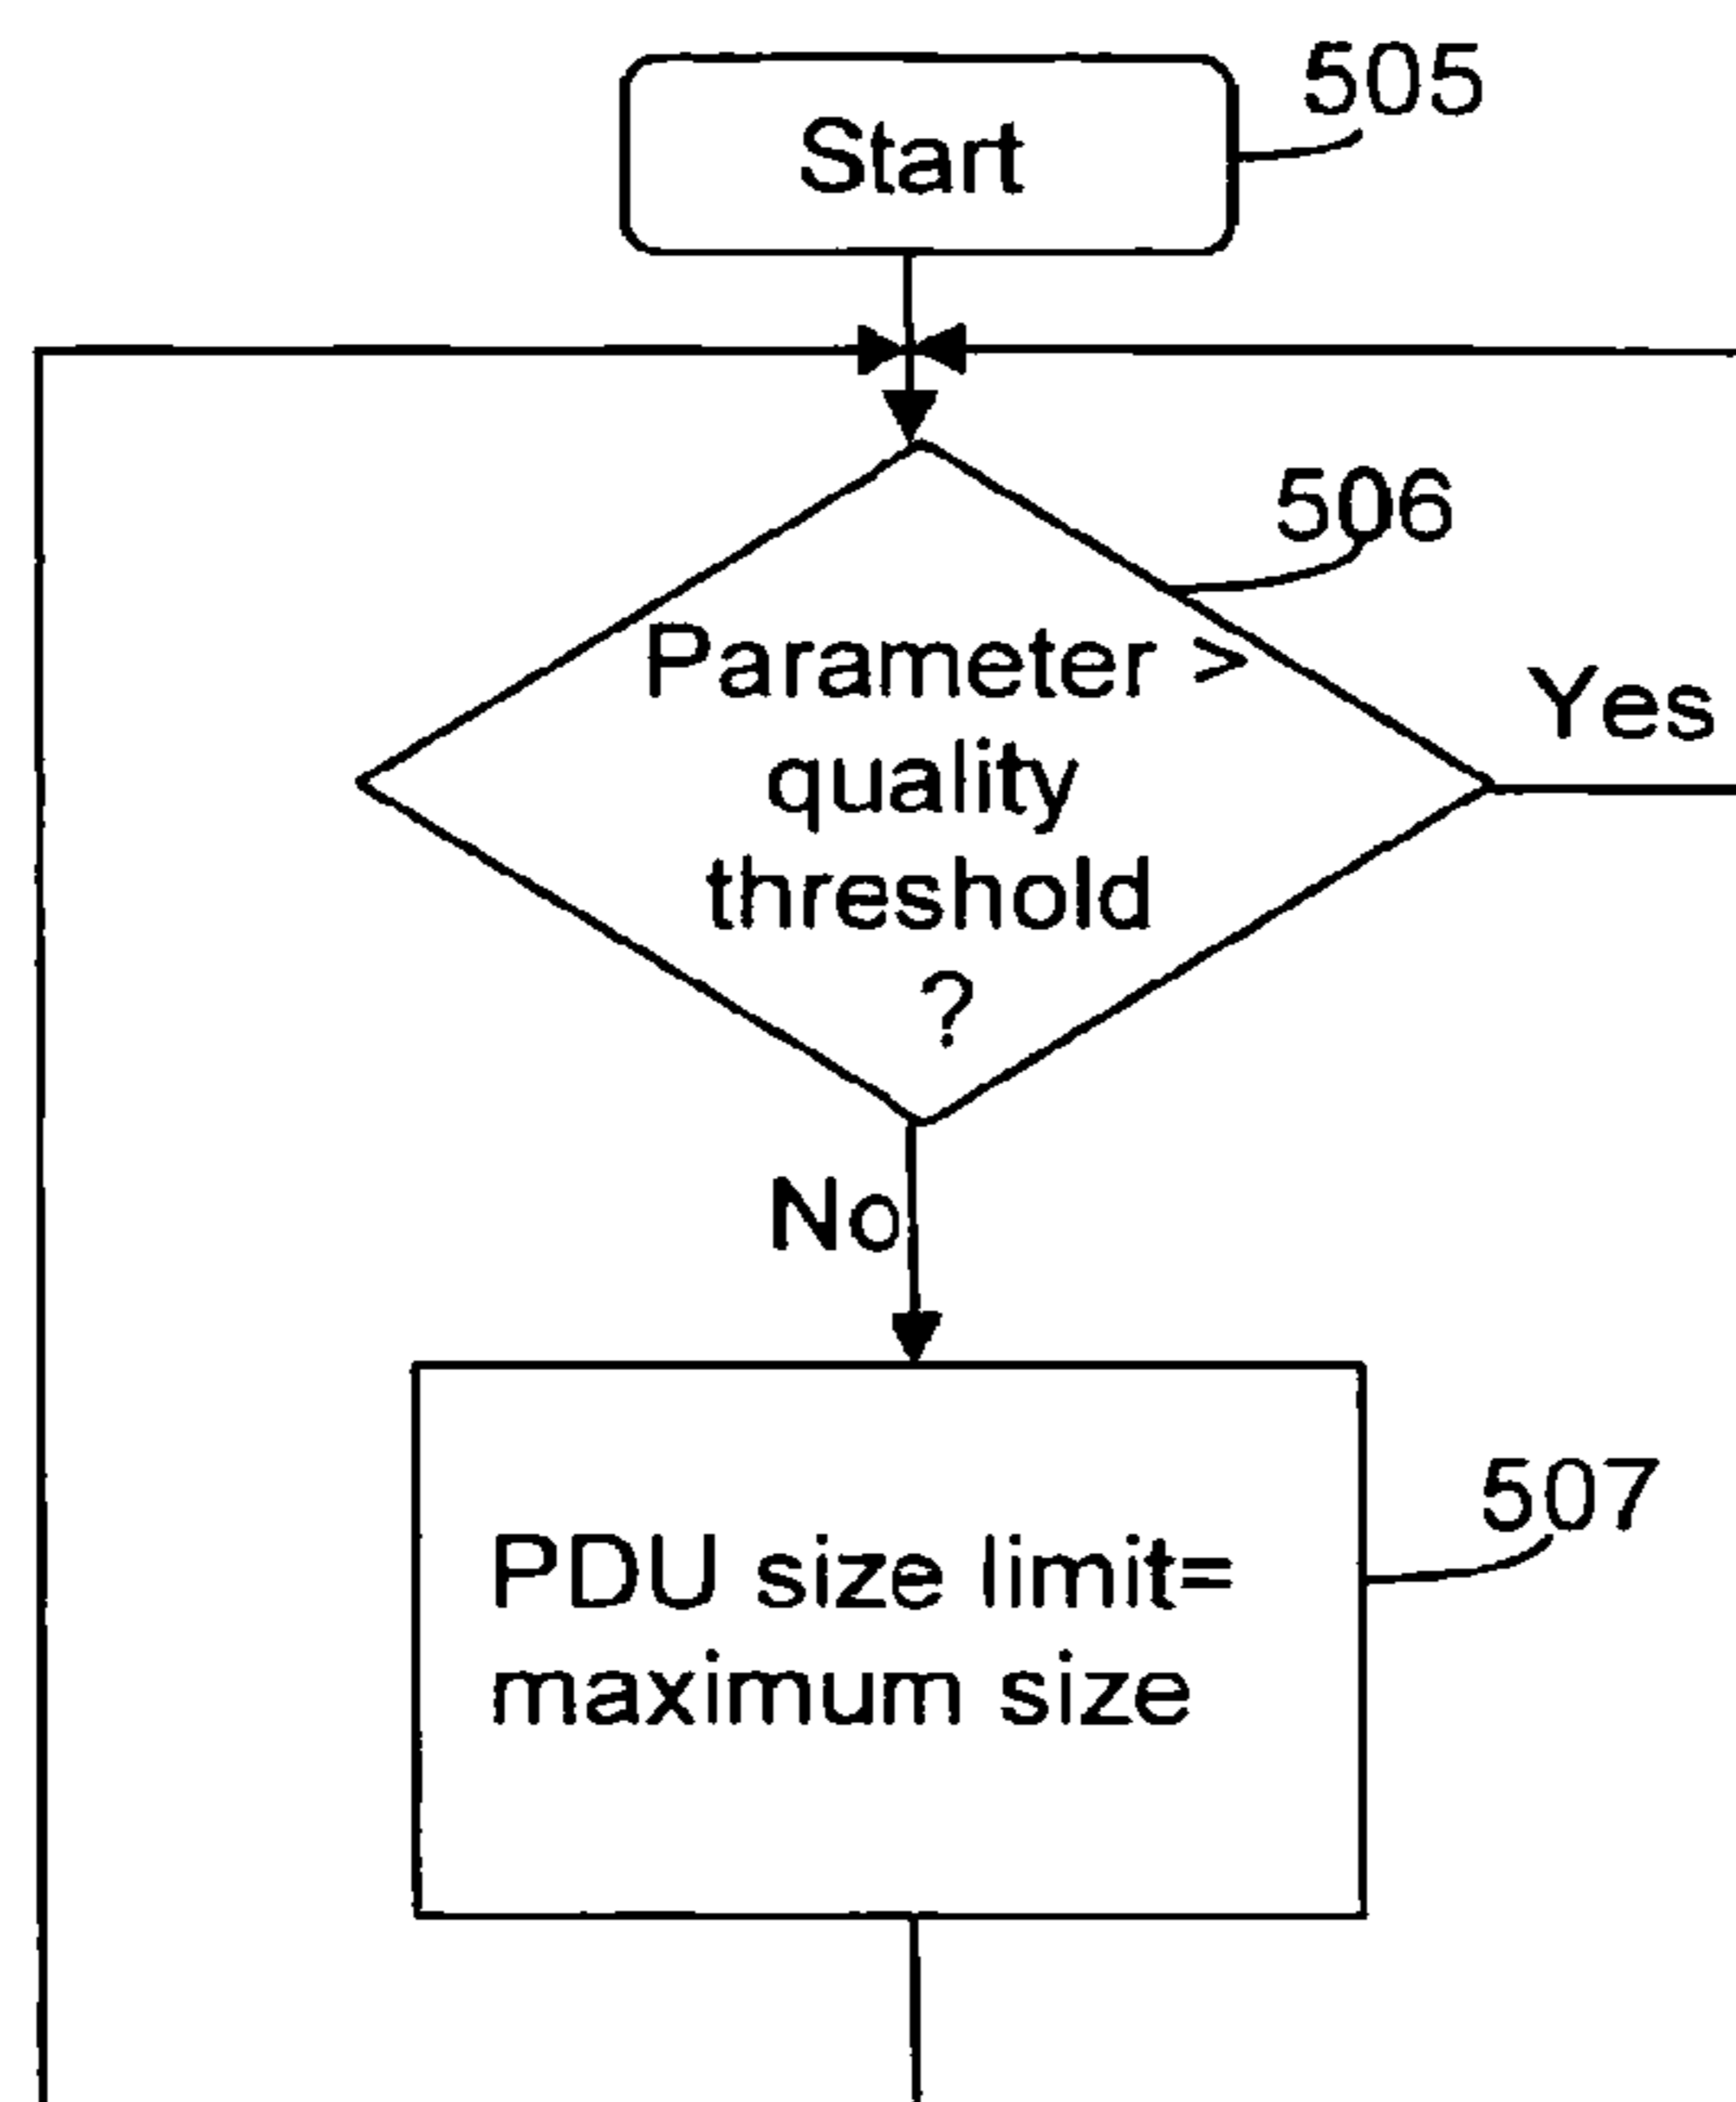 505
Start
506
Parameter >
quality
threshold
?
Yes
No
507
PDU size limit=
maximum size